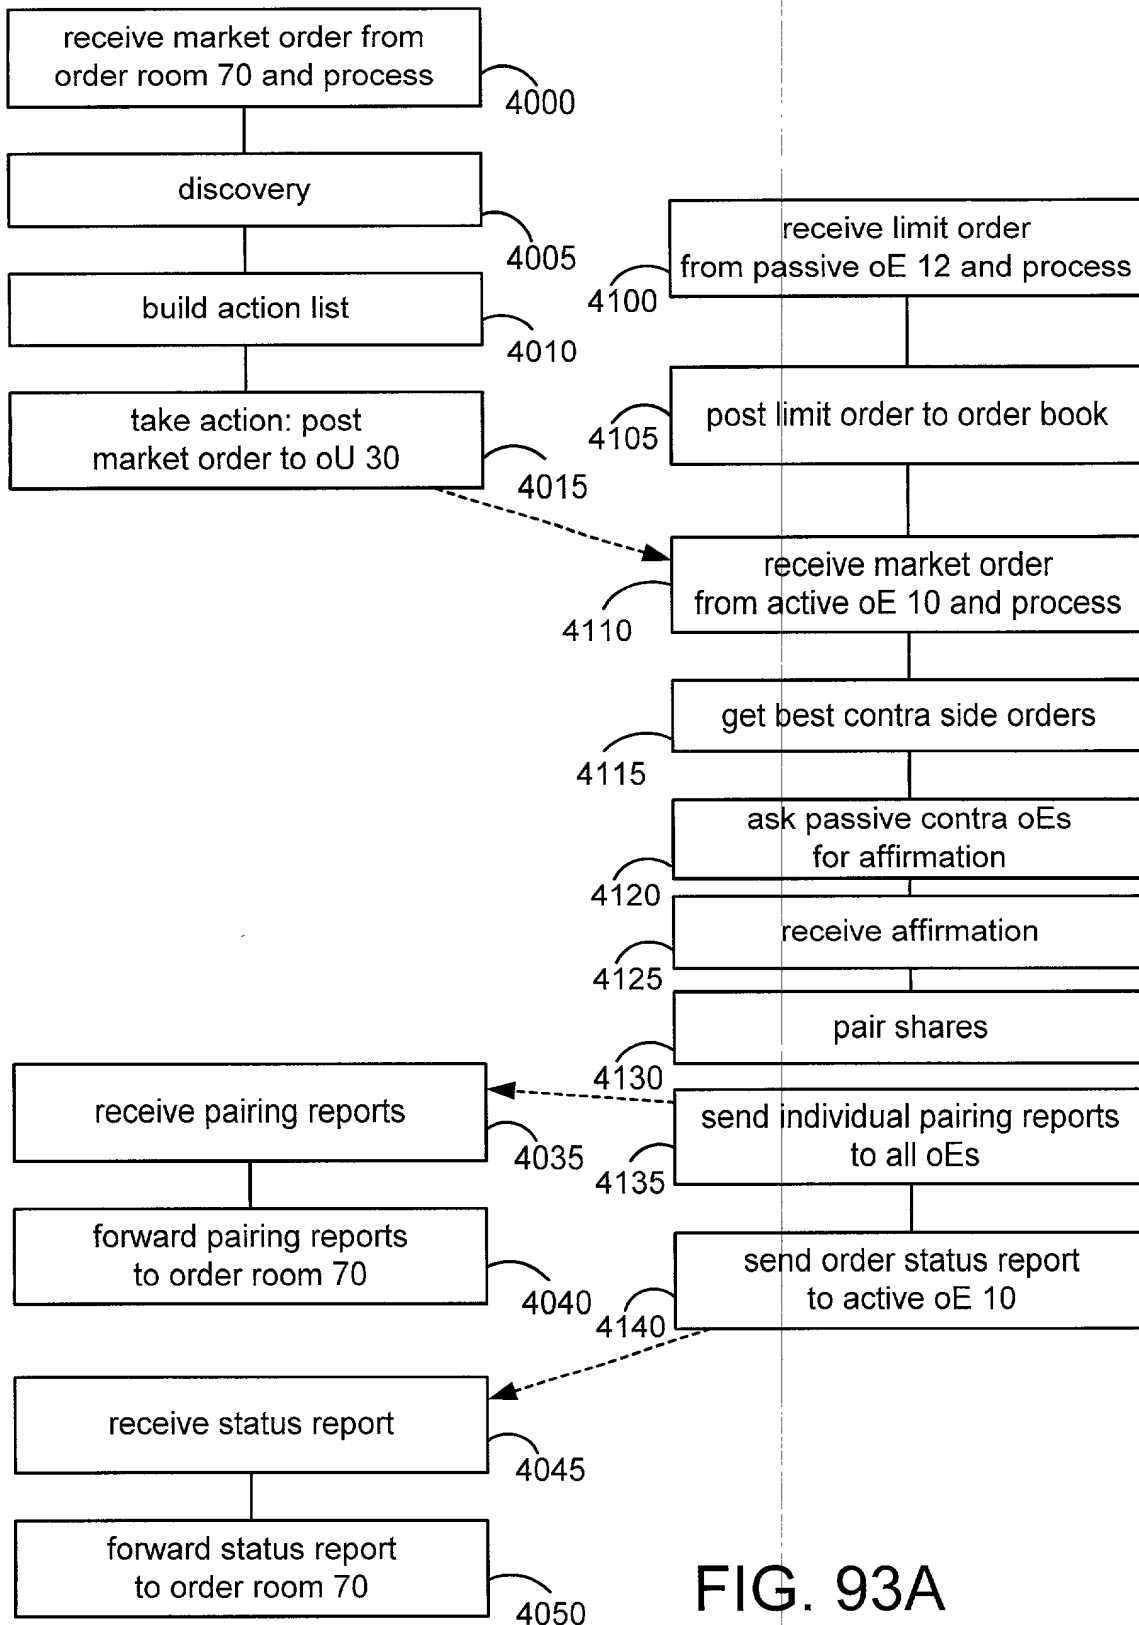 receive market order from
order room 70 and process
4000
discovery
4005
build action list
4010
take action: post
market order to oU 30
4015
receive limit order
from passive oE 12 and process
4100
post limit order to order book
4105
receive market order
from active oE 10 and process
4110
get best contra side orders
4115
ask passive contra oEs
for affirmation
4120
receive affirmation
4125
pair shares
4130
send individual pairing reports
to all oEs
4135
receive pairing reports
4035
forward pairing reports
to order room 70
4040
send order status report
to active oE 10
4140
receive status report
4045
forward status report
to order room 70
4050
FIG. 93A